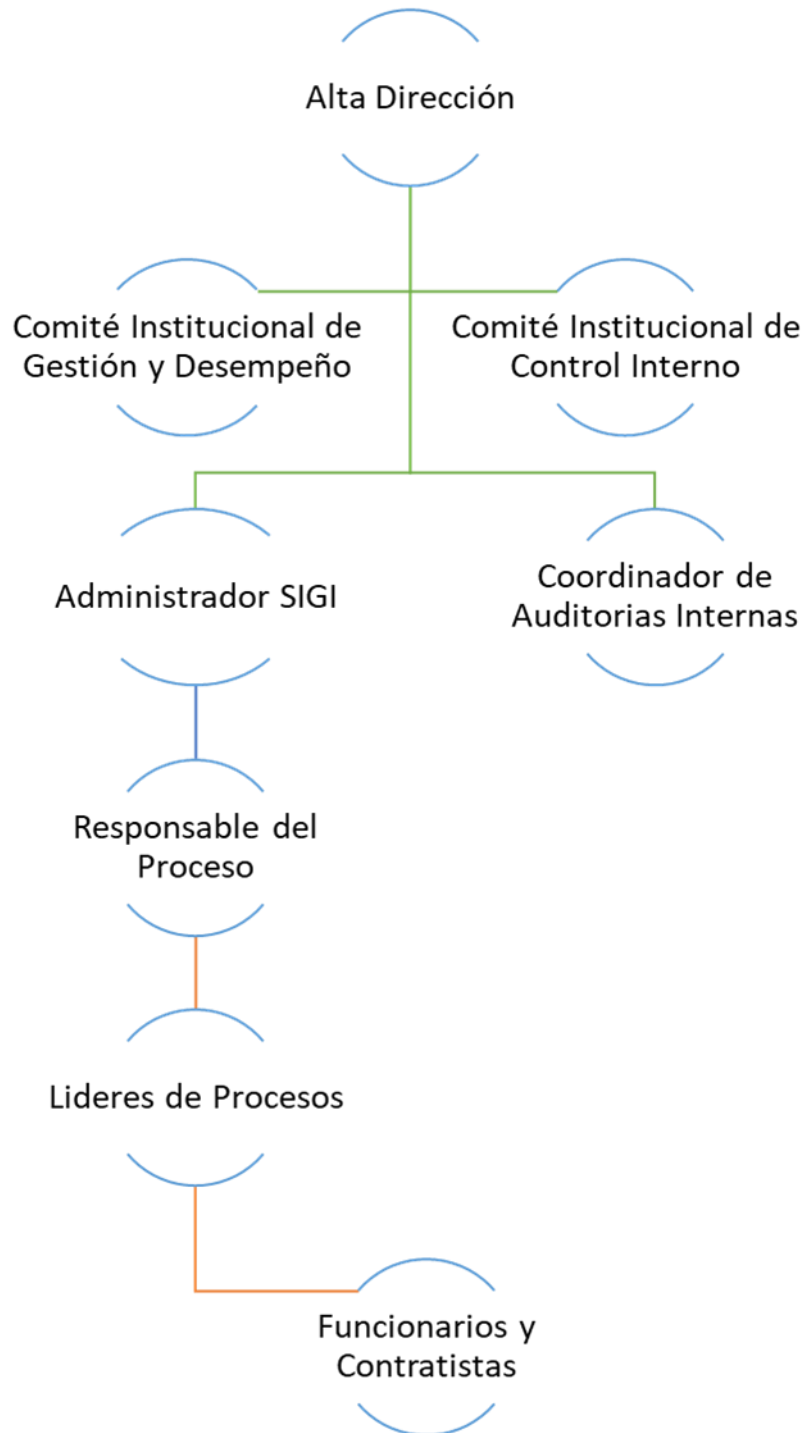 Alta Dirección
Comité Institucional de
Gestión y Desempeño
Comité Institucional de
Control Interno
Administrador SIGI
Coordinador de
Auditorias Internas
Responsable del
Proceso
Lideres de Procesos
Funcionarios y
Contratistas